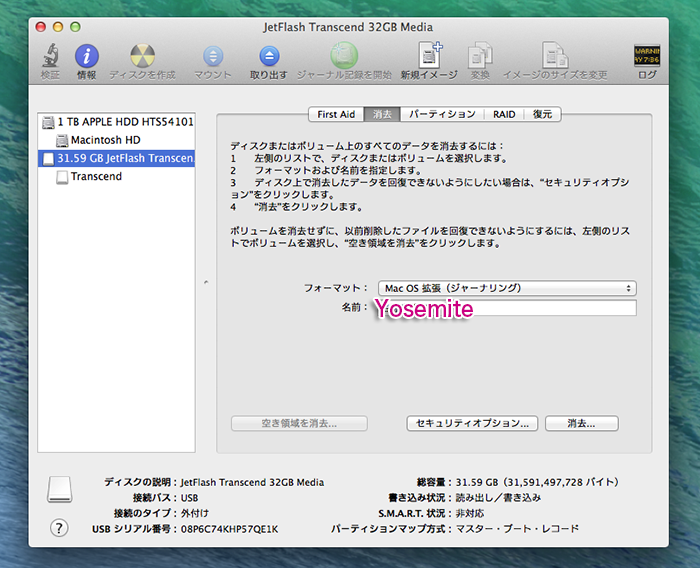 JetFlash Transcend 32GB Media
検証 情報 ディスクを作成 マウント 取り出す ジャーナル記録を開始 新規イメージ 変換 イメージのサイズを変更 ログ
WARNIN
AY 7:36
First Aid 消去 パーティション RAID 復元
1 TB APPLE HDD HTS54101
Macintosh HD
31.59 GB JetFlash Transcen…
Transcend
ディスクまたはボリューム上のすべてのデータを消去するには：
1 左側のリストで、ディスクまたはボリュームを選択します。
2 フォーマットおよび名前を指定します。
3 ディスク上で消去したデータを回復できないようにしたい場合は、“セキュリティオプシ
ョン”をクリックします。
4 “消去”をクリックします。
ボリュームを消去せずに、以前削除したファイルを回復できないようにするには、左側のリス
トでボリュームを選択し、“空き領域を消去”をクリックします。
フォーマット： Mac OS 拡張（ジャーナリング）
名前： Yosemite
空き領域を消去... セキュリティオプション... 消去...
ディスクの説明：JetFlash Transcend 32GB Media 総容量：31.59 GB（31,591,497,728 バイト）
接続バス：USB 書き込み状況：読み出し／書き込み
接続のタイプ：外付け S.M.A.R.T. 状況：非対応
USB シリアル番号：08P6C74KHP57QE1K パーティションマップ方式：マスター・ブート・レコード
?